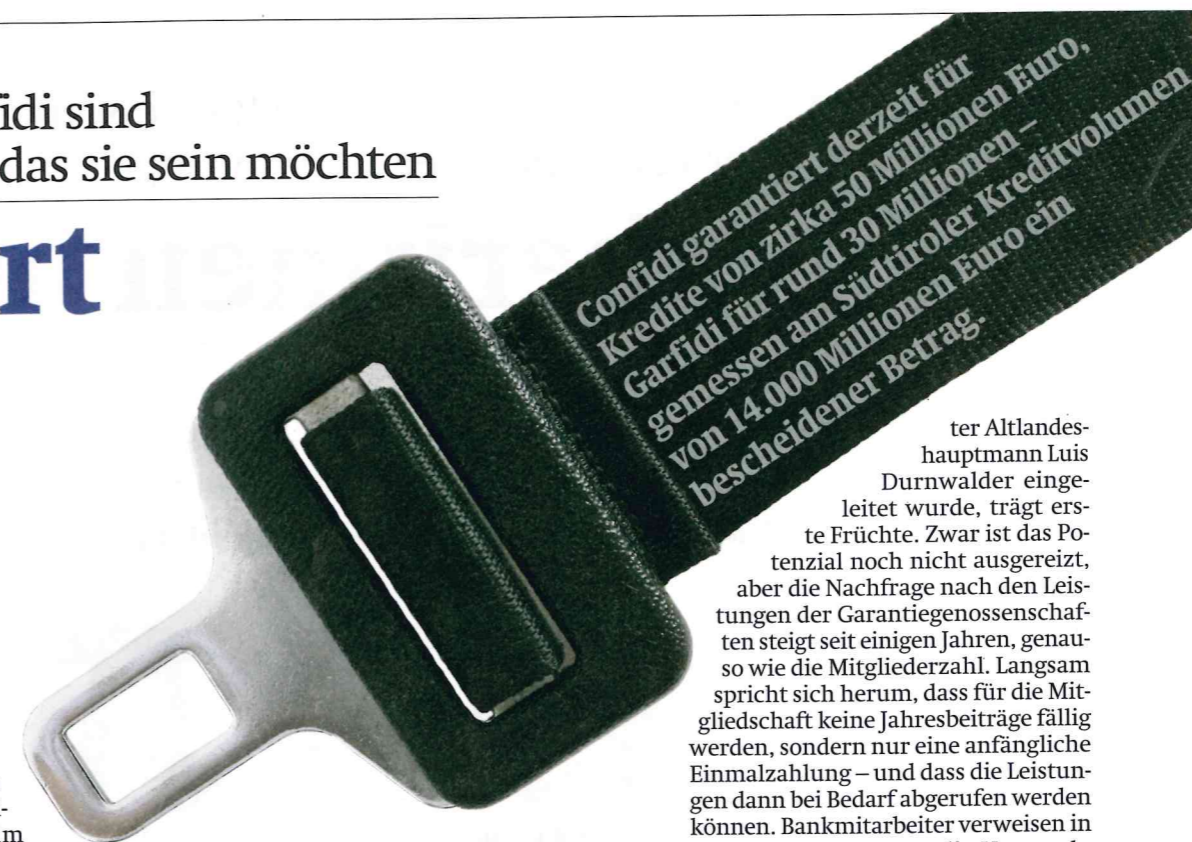 idi sind
das sie sein möchten
rt
Confidi garantiert derzeit für
Kredite von zirka 50 Millionen Euro,
Garfidi für rund 30 Millionen –
gemessen am Südtiroler Kreditvolumen
von 14.000 Millionen Euro ein
bescheidener Betrag.
ter Altlandes-
hauptmann Luis
Durnwalder einge-
leitet wurde, trägt ers-
te Früchte. Zwar ist das Po-
tenzial noch nicht ausgereizt,
aber die Nachfrage nach den Leis-
tungen der Garantiegenossenschaf-
ten steigt seit einigen Jahren, genau-
so wie die Mitgliederzahl. Langsam
spricht sich herum, dass für die Mit-
gliedschaft keine Jahresbeiträge fällig
werden, sondern nur eine anfängliche
Einmalzahlung – und dass die Leistun-
gen dann bei Bedarf abgerufen werden
können. Bankmitarbeiter verweisen in